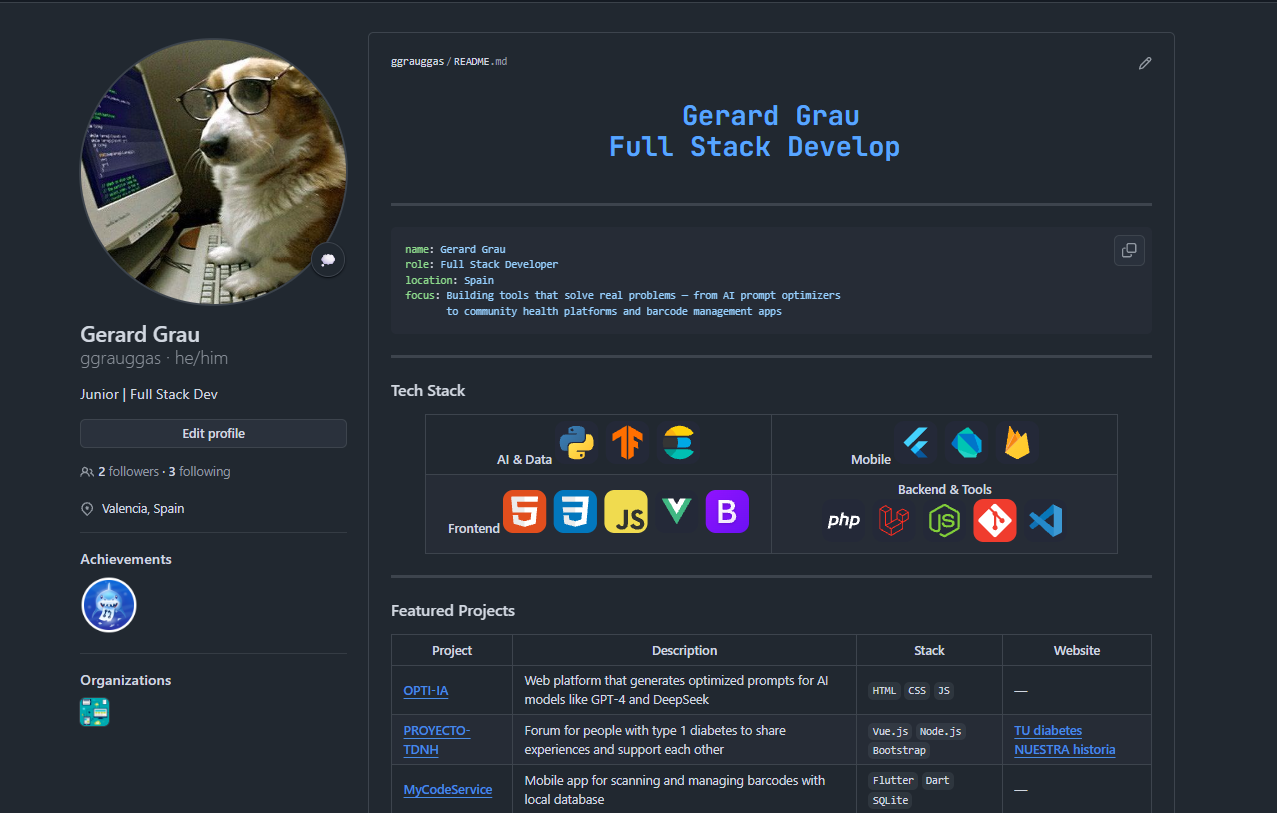 ggrauggas/README.md
Gerard Grau
Full Stack Develop
name: Gerard Grau
role: Full Stack Developer
location: Spain
focus: Building tools that solve real problems — from AI prompt optimizers
to community health platforms and barcode management apps
Gerard Grau
ggrauggas · he/him
Junior | Full Stack Dev
Edit profile
2 followers · 3 following
Valencia, Spain
Achievements
Organizations
Tech Stack
AI & Data
Mobile
Frontend
JS
B
Backend & Tools
php
JS
Featured Projects
Project Description Stack Website
OPTI-IA
Web platform that generates optimized prompts for AI
models like GPT-4 and DeepSeek
HTML CSS JS
—
PROYECTO-
TDNH
Forum for people with type 1 diabetes to share
experiences and support each other
Vue.js Node.js
Bootstrap
TU diabetes
NUESTRA historia
MyCodeService
Mobile app for scanning and managing barcodes with
local database
Flutter Dart
SQLite
—